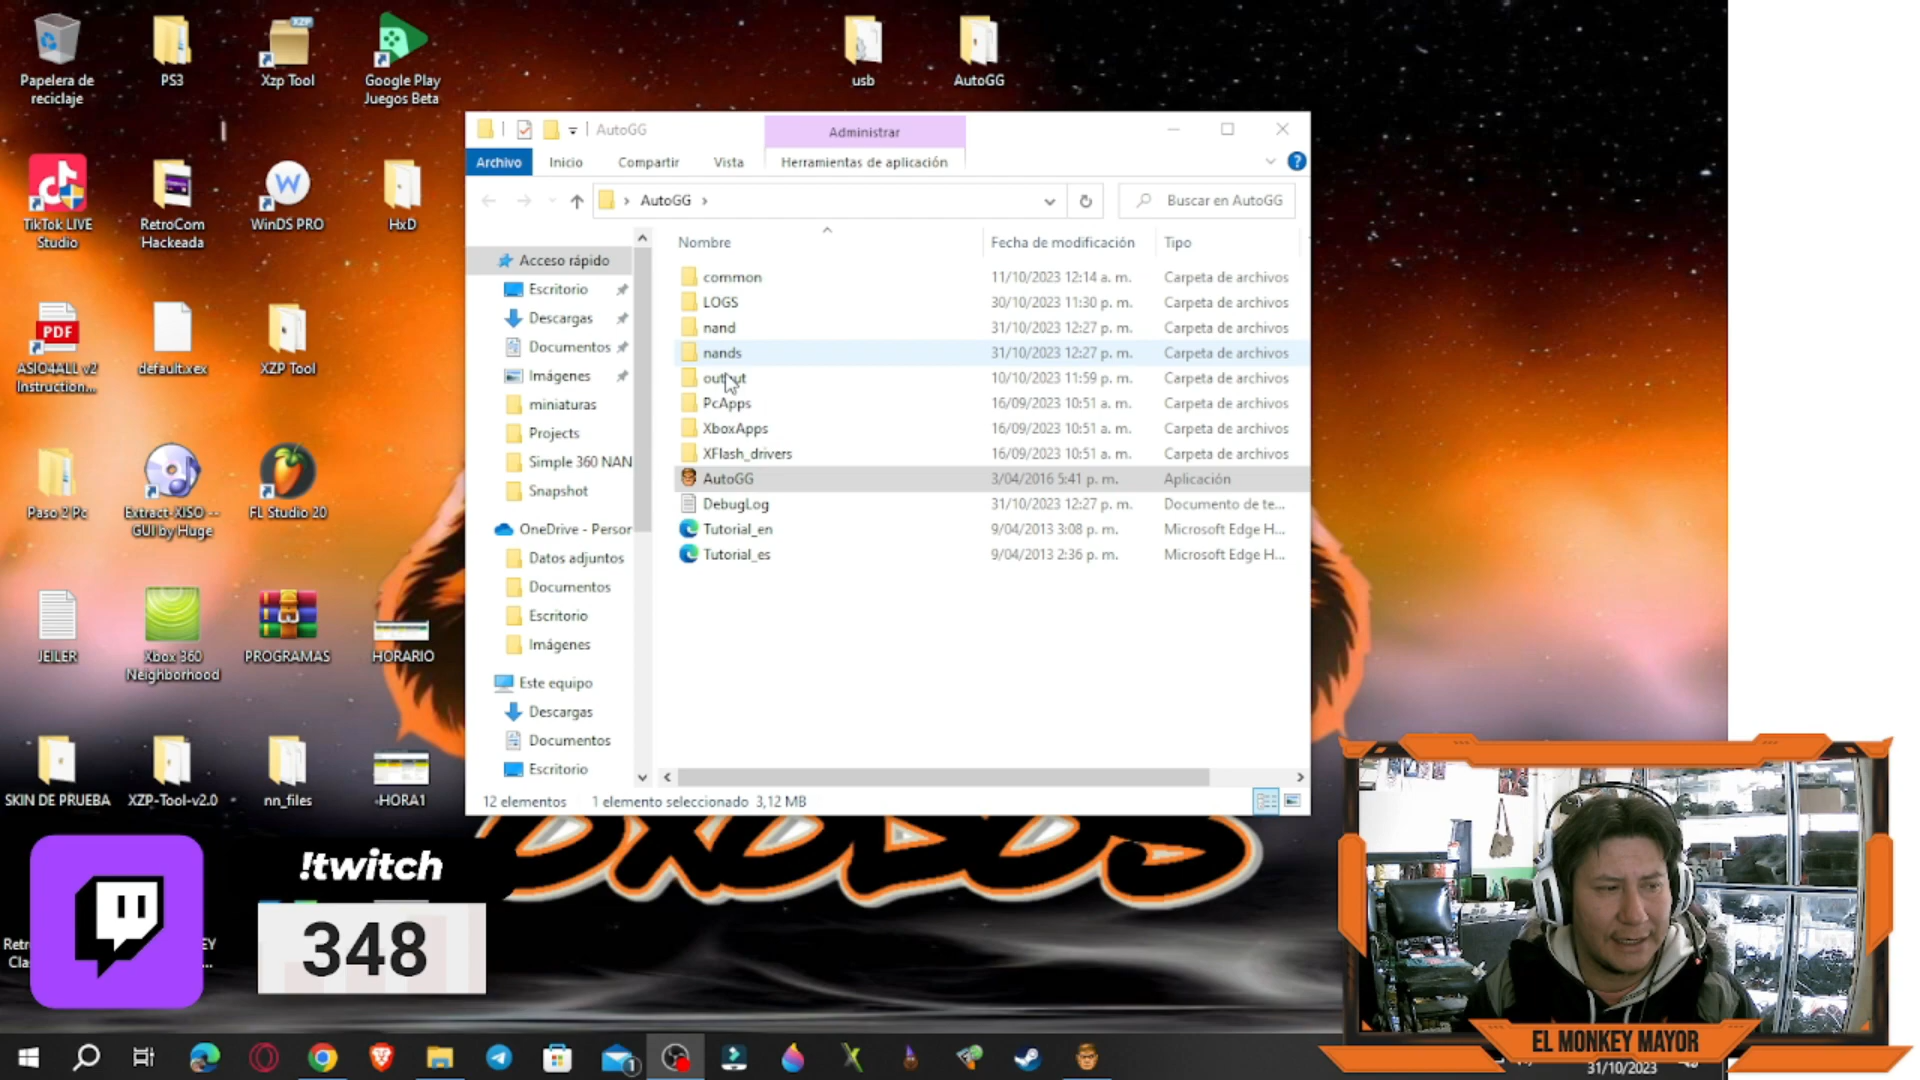 Papelera de
reciclaje
PS3
Xzp Tool
Google Play
Juegos Beta
usb
AutoGG
TikTok LIVE
Studio
RetroCom
Hackeada
WinDS PRO
HxD
PDF
ASIO4ALL v2
Instruction...
default.xex
XZP Tool
Paso 2 Pc
Extract-XISO --
GUI by Huge
FL Studio 20
JEILER
Xbox 360
Neighborhood
PROGRAMAS
HORARIO
SKIN DE PRUEBA
XZP-Tool-v2.0
nn_files
HORA1
AutoGG
Administrar
Archivo
Inicio
Compartir
Vista
Herramientas de aplicación
AutoGG
Buscar en AutoGG
Nombre
Fecha de modificación
Tipo
Acceso rápido
Escritorio
Descargas
Documentos
Imágenes
miniaturas
Projects
Simple 360 NAN
Snapshot
OneDrive - Person
Datos adjuntos
Documentos
Escritorio
Imágenes
Este equipo
Descargas
Documentos
Escritorio
common 11/10/2023 12:14 a. m. Carpeta de archivos
LOGS 30/10/2023 11:30 p. m. Carpeta de archivos
nand 31/10/2023 12:27 p. m. Carpeta de archivos
nands 31/10/2023 12:27 p. m. Carpeta de archivos
output 10/10/2023 11:59 p. m. Carpeta de archivos
PcApps 16/09/2023 10:51 a. m. Carpeta de archivos
XboxApps 16/09/2023 10:51 a. m. Carpeta de archivos
XFlash_drivers 16/09/2023 10:51 a. m. Carpeta de archivos
AutoGG 3/04/2016 5:41 p. m. Aplicación
DebugLog 31/10/2023 12:27 p. m. Documento de te...
Tutorial_en 9/04/2013 3:08 p. m. Microsoft Edge H...
Tutorial_es 9/04/2013 2:36 p. m. Microsoft Edge H...
12 elementos 1 elemento seleccionado 3,12 MB
!twitch
348
EL MONKEY MAYOR
31/10/2023